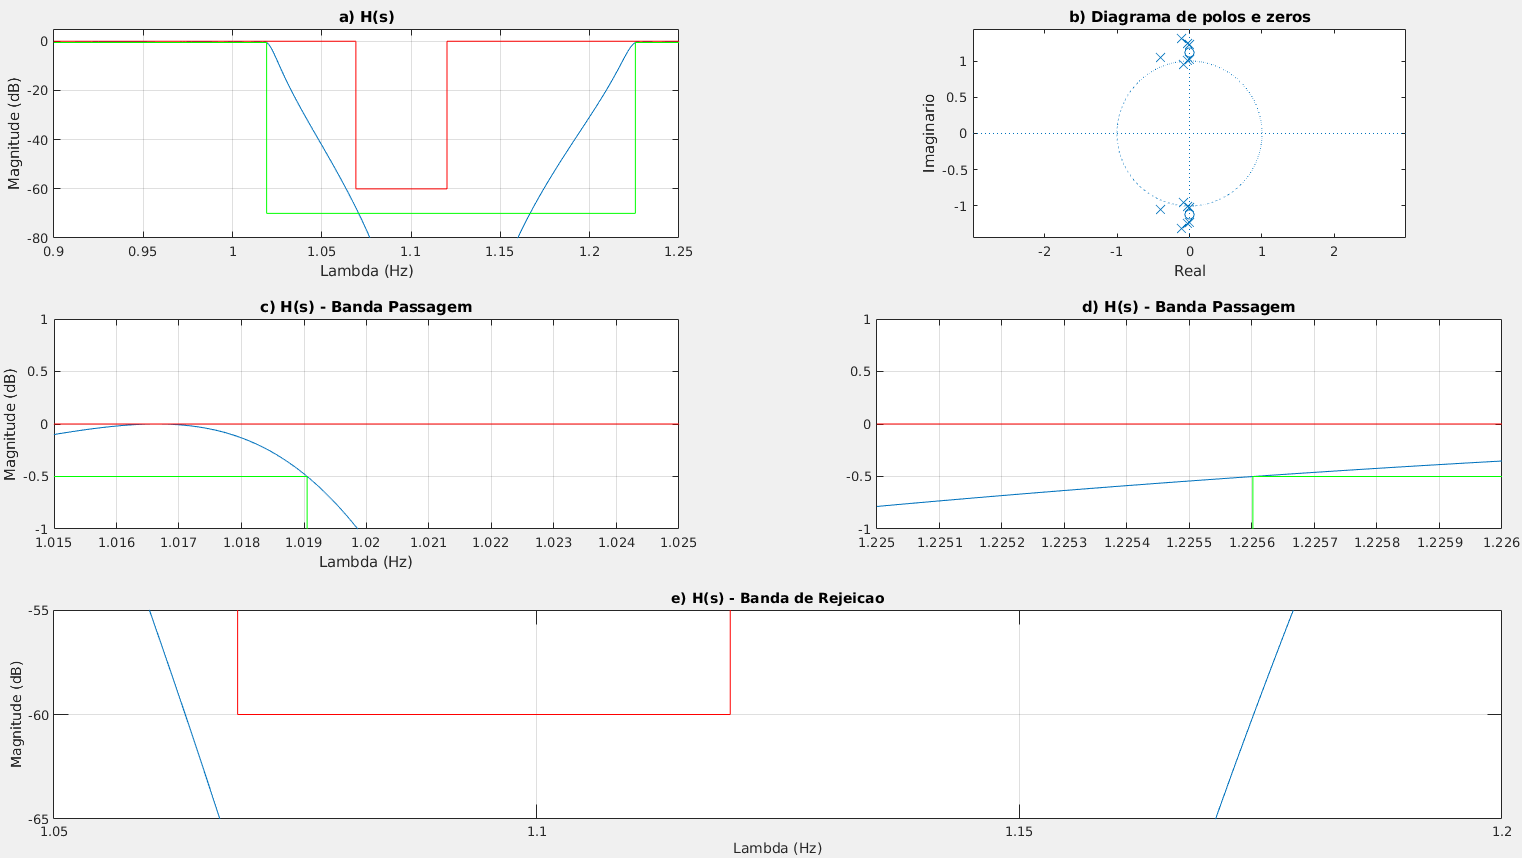 a) H(s)
Magnitude (dB)
0
-20
-40
-60
-80
0.9 0.95 1 1.05 1.1 1.15 1.2 1.25
Lambda (Hz)
b) Diagrama de polos e zeros
Imaginario
1
0.5
0
-0.5
-1
-2 -1 0 1 2
Real
c) H(s) - Banda Passagem
Magnitude (dB)
1
0.5
0
-0.5
-1
1.015 1.016 1.017 1.018 1.019 1.02 1.021 1.022 1.023 1.024 1.025
Lambda (Hz)
d) H(s) - Banda Passagem
1
0.5
0
-0.5
-1
1.225 1.2251 1.2252 1.2253 1.2254 1.2255 1.2256 1.2257 1.2258 1.2259 1.226
e) H(s) - Banda de Rejeicao
Magnitude (dB)
-55
-60
-65
1.05 1.1 1.15 1.2
Lambda (Hz)